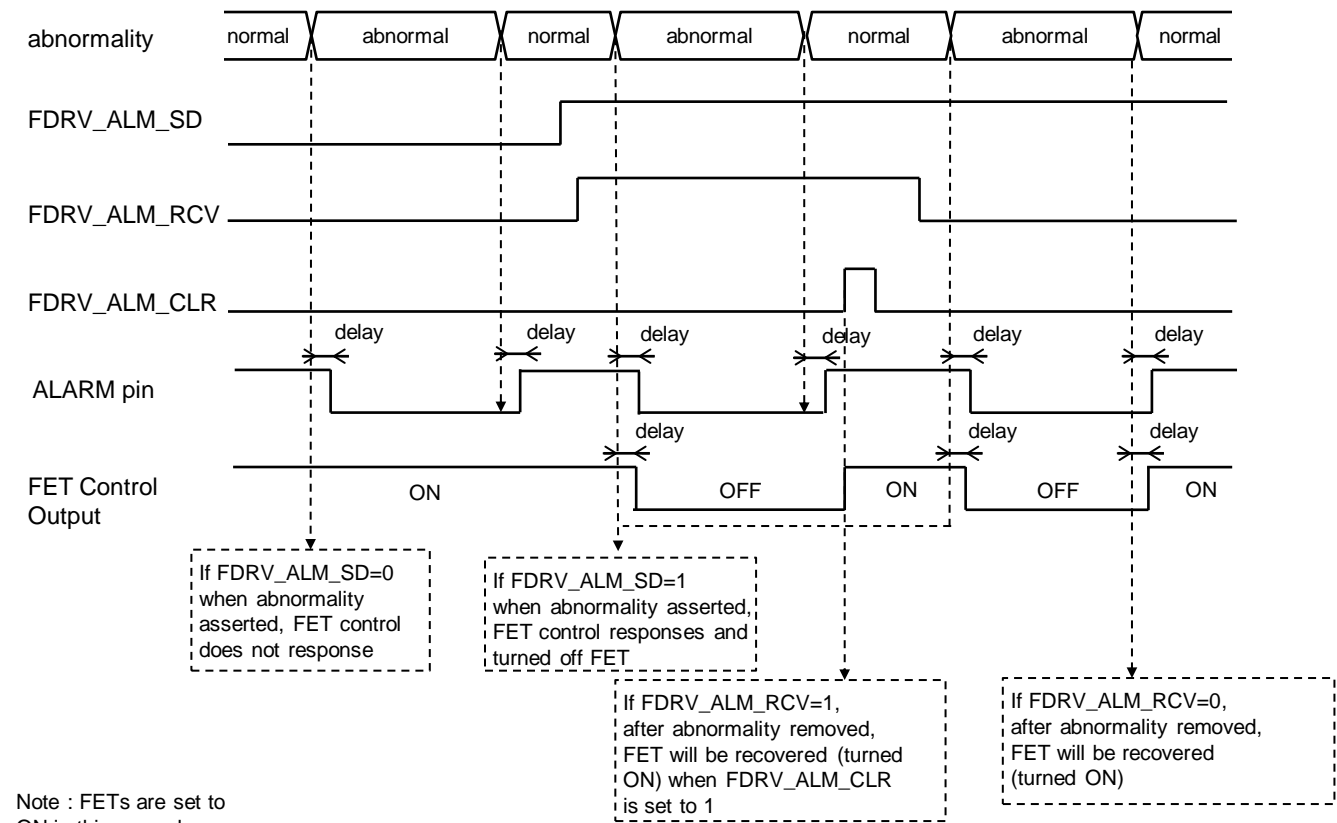 abnormality
normal abnormal normal abnormal normal abnormal normal
FDRV_ALM_SD
FDRV_ALM_RCV
FDRV_ALM_CLR
delay delay delay delay delay delay
ALARM pin
delay delay delay
FET Control
Output
ON OFF ON OFF ON
If FDRV_ALM_SD=0
when abnormality
asserted, FET control
does not response
If FDRV_ALM_SD=1
when abnormality asserted,
FET control responses and
turned off FET
If FDRV_ALM_RCV=1,
after abnormality removed,
FET will be recovered (turned
ON) when FDRV_ALM_CLR
is set to 1
If FDRV_ALM_RCV=0,
after abnormality removed,
FET will be recovered
(turned ON)
Note : FETs are set to